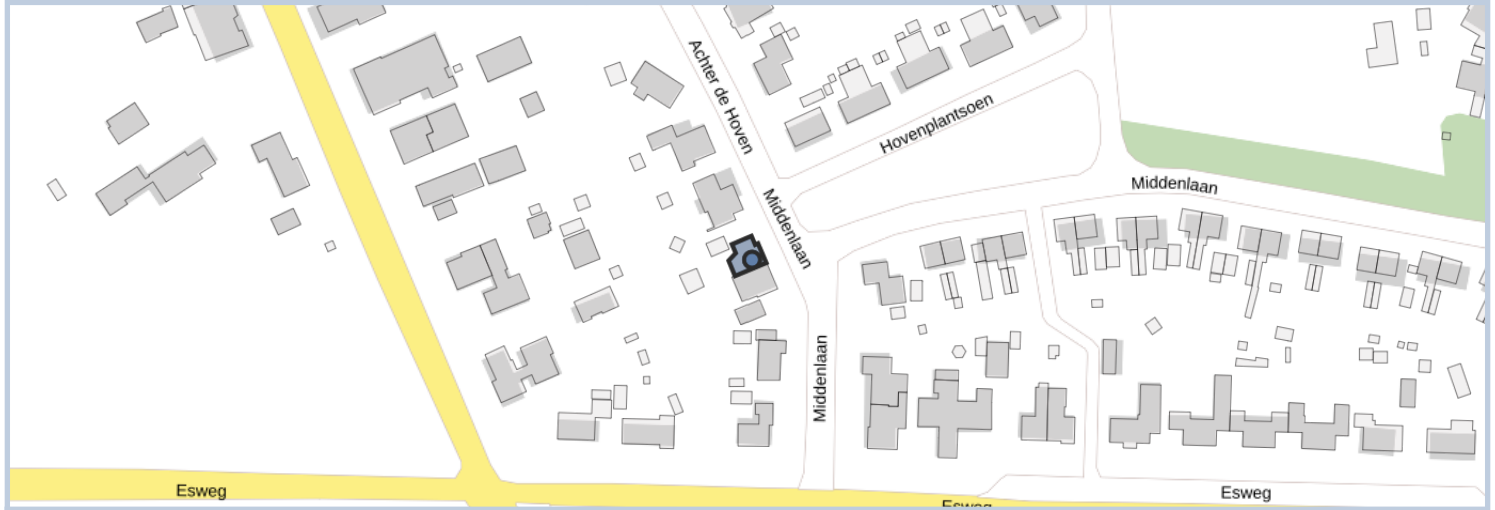 Achter de Hoven
Hovenplantsoen
Middenlaan
Middenlaan
Middenlaan
Esweg
Esweg
Esweg